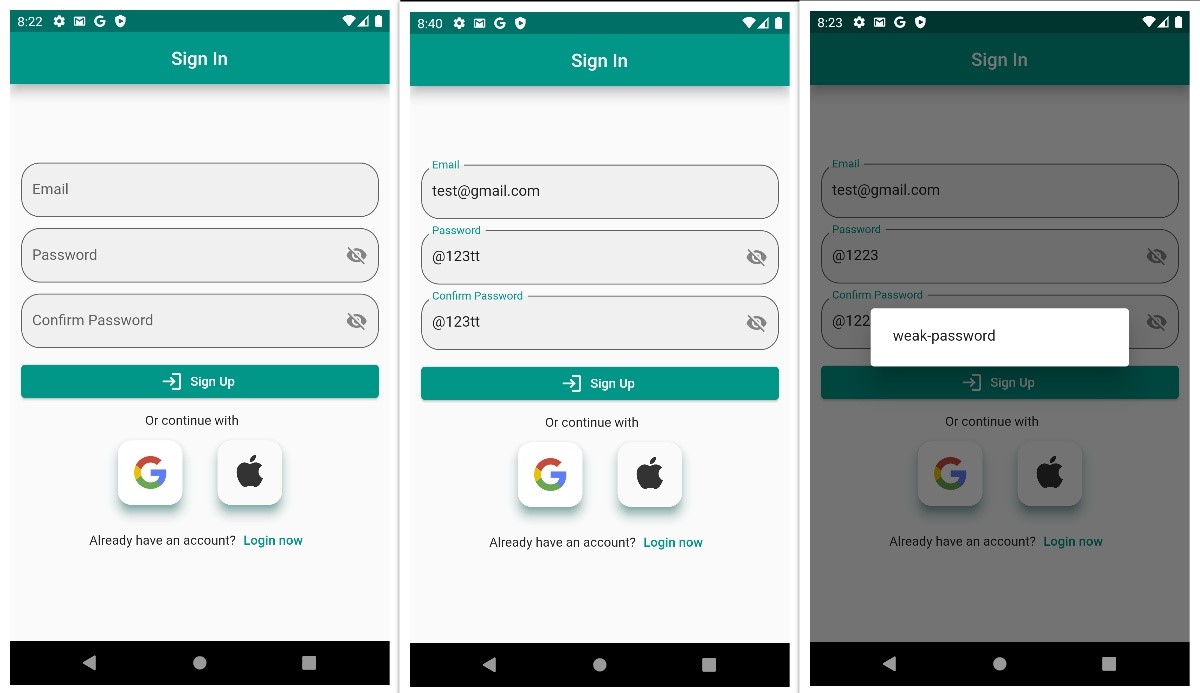 8:22
Sign In
Email
Password
Confirm Password
Sign Up
Or continue with
Already have an account? Login now
8:40
Sign In
Email
test@gmail.com
Password
@123tt
Confirm Password
@123tt
Sign Up
Or continue with
Already have an account? Login now
8:23
Sign In
Email
test@gmail.com
Password
@1223
Confirm Password
@122
weak-password
Sign Up
Or continue with
Already have an account? Login now